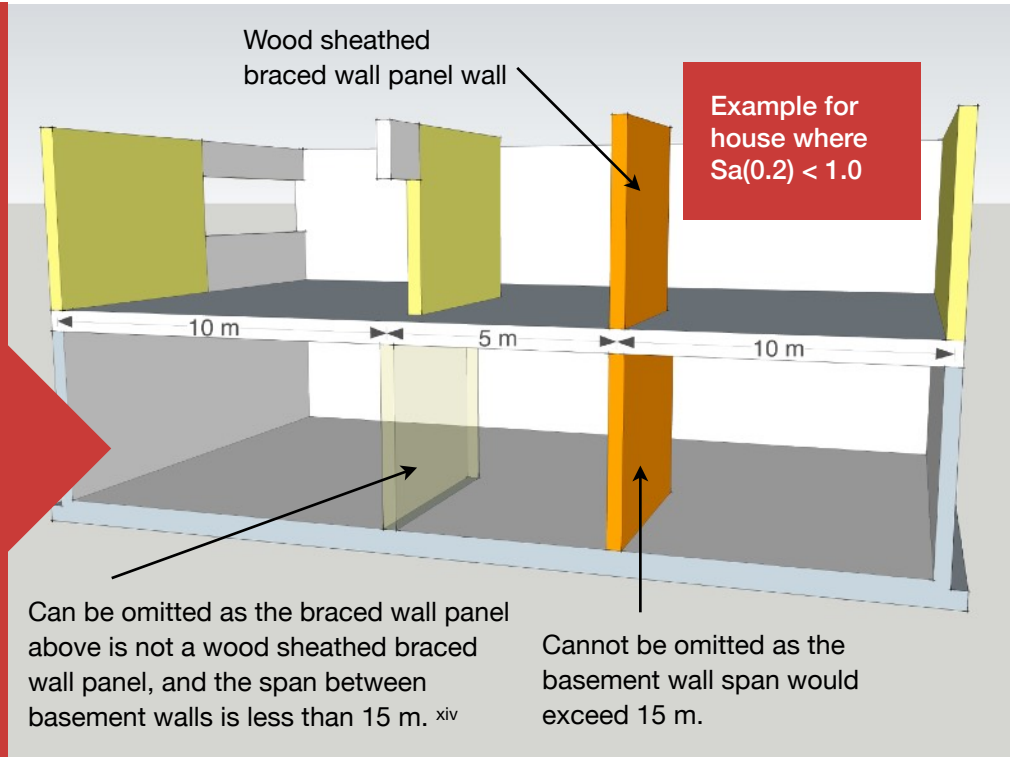 Wood sheathed
braced wall panel wall
Example for
house where
Sa(0.2) < 1.0
10 m
5 m
10 m
Can be omitted as the braced wall panel
above is not a wood sheathed braced
wall panel, and the span between
basement walls is less than 15 m. xiv
Cannot be omitted as the
basement wall span would
exceed 15 m.